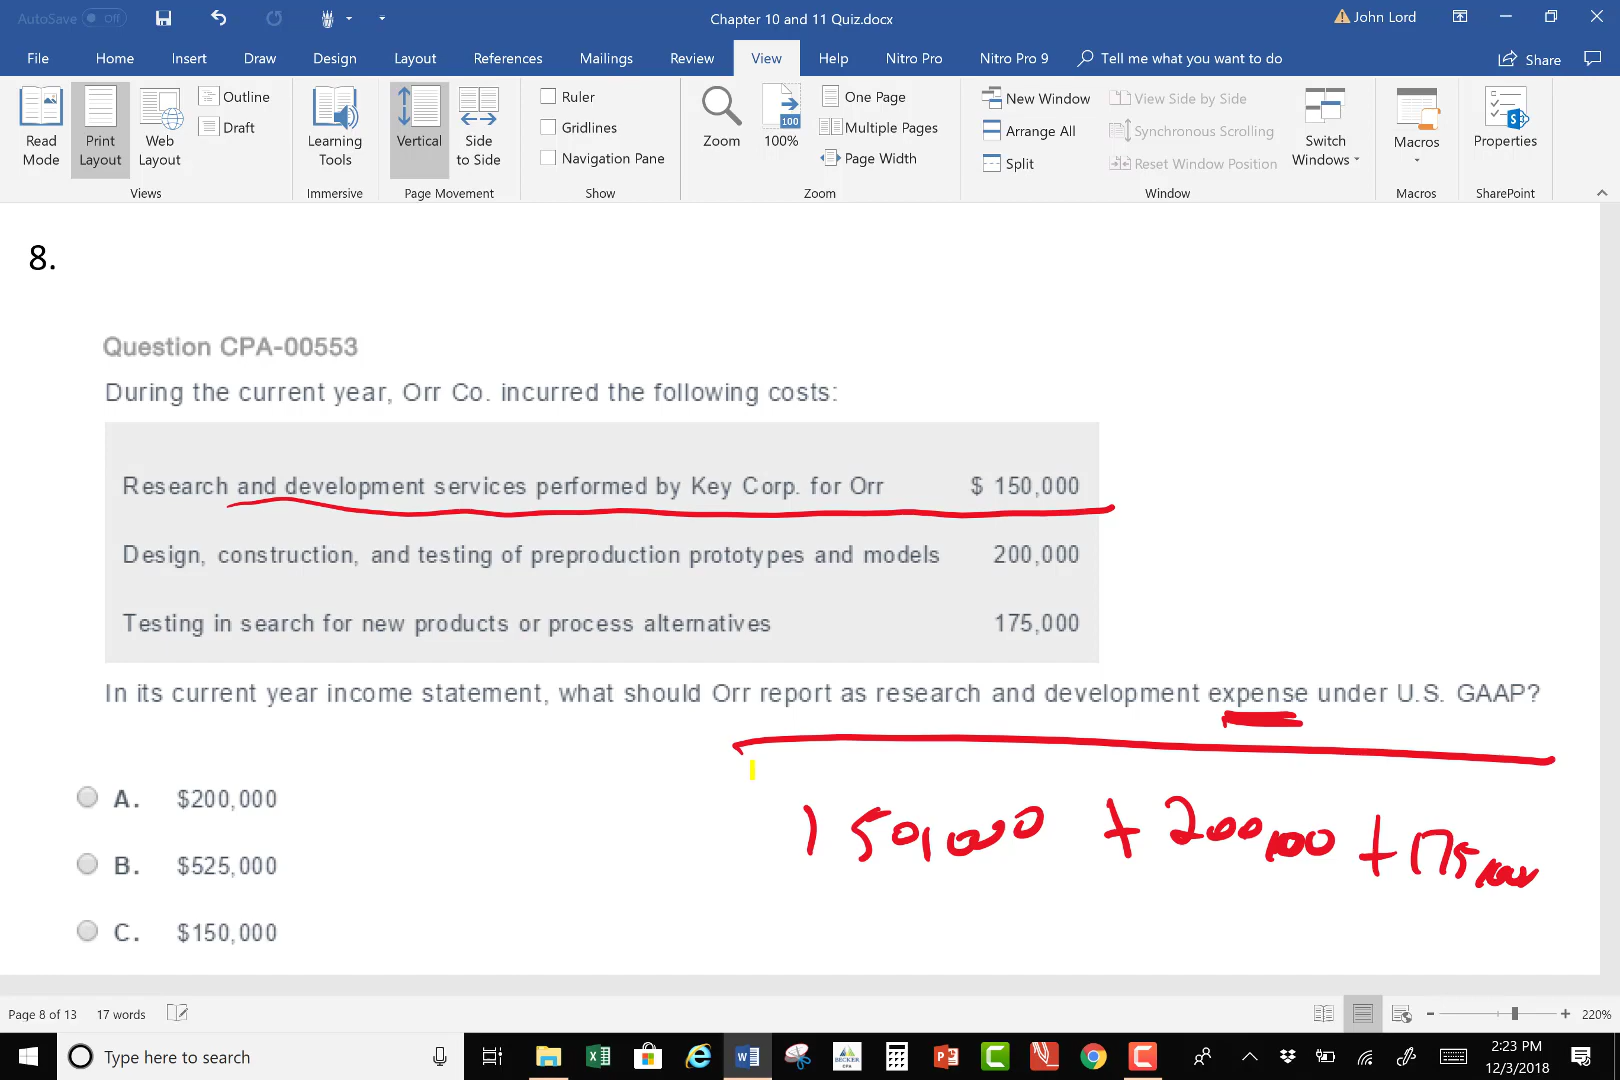 AutoSave Off
Chapter 10 and 11 Quiz.docx
John Lord
File Home Insert Draw Design Layout References Mailings Review View Help Nitro Pro Nitro Pro 9 Tell me what you want to do Share
Read Mode
Print Layout
Web Layout
Outline
Draft
Views
Learning Tools
Immersive
Vertical
Side to Side
Page Movement
Ruler
Gridlines
Navigation Pane
Show
Zoom
100
100%
One Page
Multiple Pages
Page Width
Zoom
New Window
Arrange All
Split
View Side by Side
Synchronous Scrolling
Reset Window Position
Switch Windows
Window
Macros
Macros
Properties
SharePoint
8.
Question CPA-00553
During the current year, Orr Co. incurred the following costs:
Research and development services performed by Key Corp. for Orr $ 150,000
Design, construction, and testing of preproduction prototypes and models 200,000
Testing in search for new products or process alternatives 175,000
In its current year income statement, what should Orr report as research and development expense under U.S. GAAP?
A. $200,000
B. $525,000
C. $150,000
150,000 + 200,000 + 175
Page 8 of 13 17 words
220%
Type here to search
2:23 PM
12/3/2018